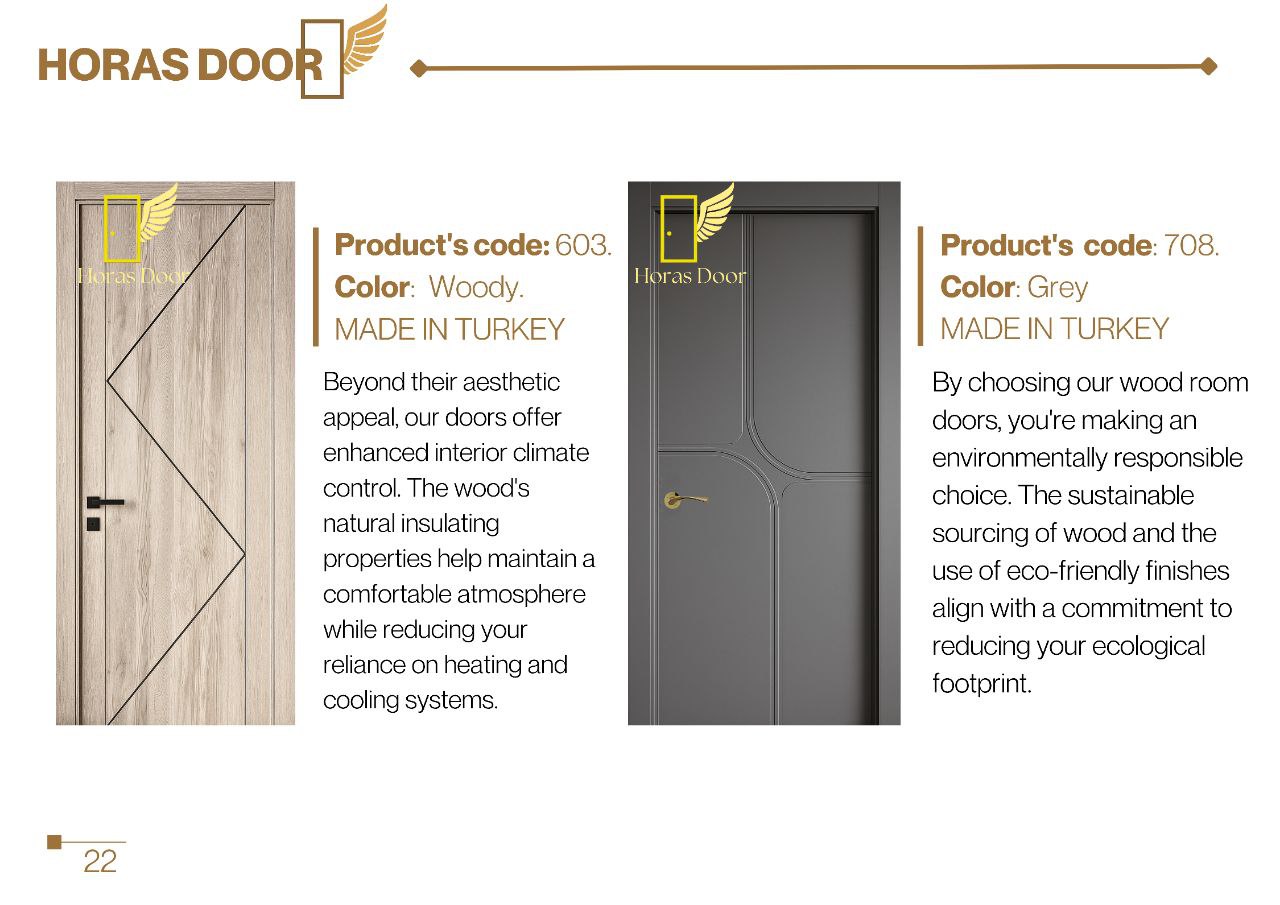 HORAS DOOR
Horas Door
Product's code: 603.
Color:  Woody.
MADE IN TURKEY
Beyond their aesthetic
appeal, our doors offer
enhanced interior climate
control. The wood's
natural insulating
properties help maintain a
comfortable atmosphere
while reducing your
reliance on heating and
cooling systems.
Horas Door
Product's  code: 708.
Color: Grey
MADE IN TURKEY
By choosing our wood room
doors, you're making an
environmentally responsible
choice. The sustainable
sourcing of wood and the
use of eco-friendly finishes
align with a commitment to
reducing your ecological
footprint.
22